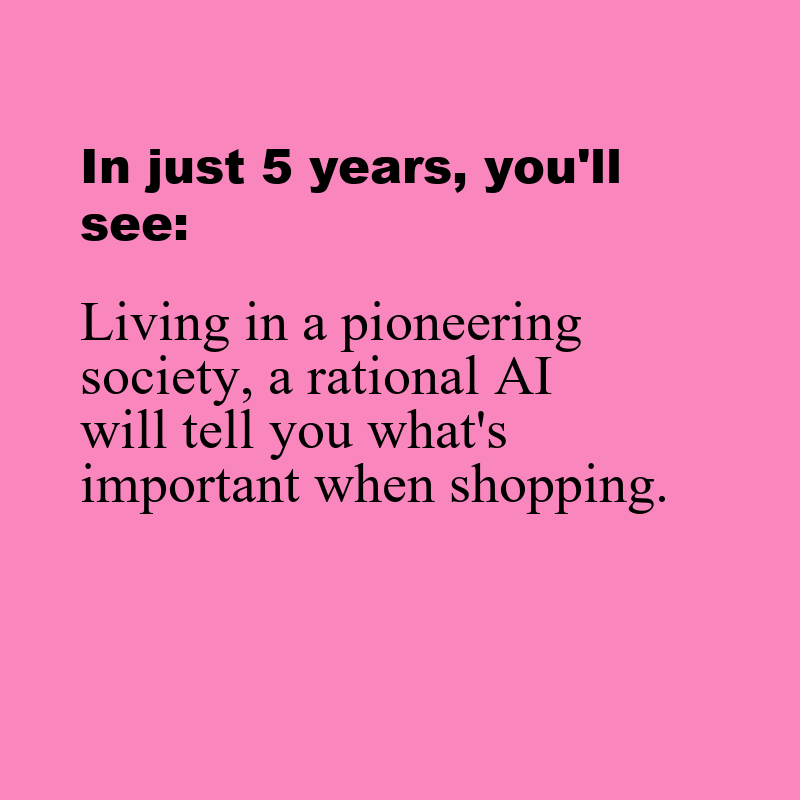 In just 5 years, you'll
see:
Living in a pioneering
society, a rational AI
will tell you what's
important when shopping.